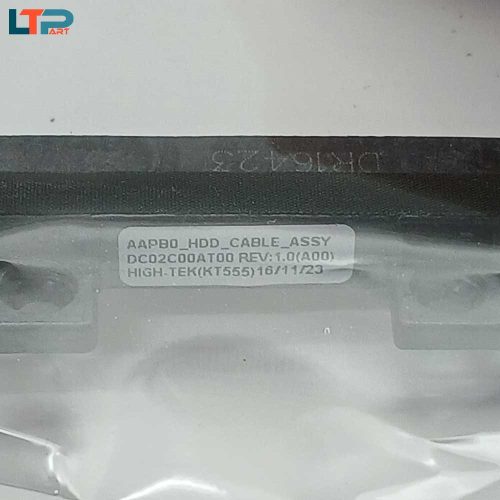 LTP
PART
DR16423
AAPB0_HDD_CABLE_ASSY
DC02C00AT00 REV:1.0(A00)
HIGH-TEK(KT555)16/11/23